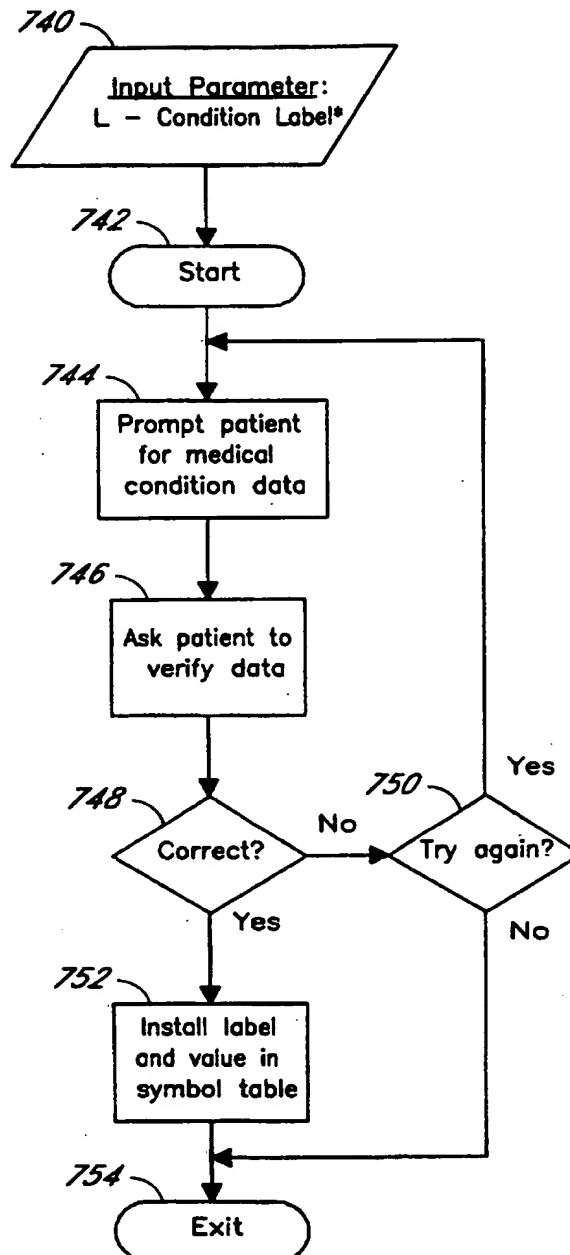 740
Input Parameter:
L – Condition Label*
742
Start
744
Prompt patient
for medical
condition data
746
Ask patient to
verify data
748
Correct?
No
750
Try again?
Yes
Yes
No
752
Install label
and value in
symbol table
754
Exit